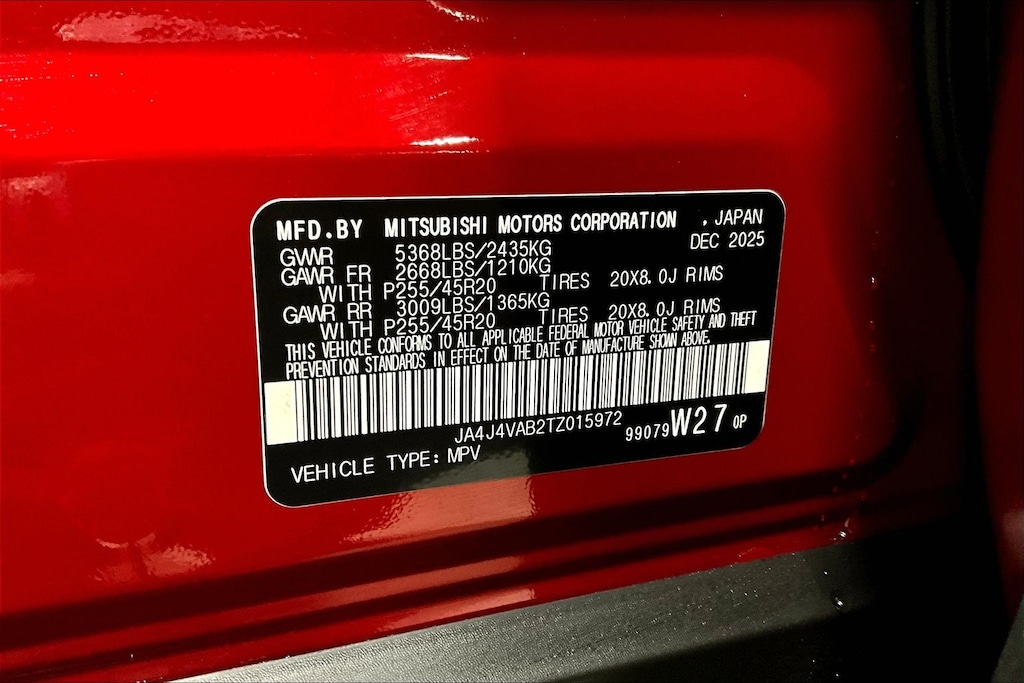 MFD.BY MITSUBISHI MOTORS CORPORATION , JAPAN
DEC 2025
GVWR 5368LBS/2435KG
GAWR FR 2668LBS/1210KG
WITH P255/45R20 TIRES 20X8.0J RIMS
GAWR RR 3009LBS/1365KG
WITH P255/45R20 TIRES 20X8.0J RIMS
THIS VEHICLE CONFORMS TO ALL APPLICABLE FEDERAL MOTOR VEHICLE SAFETY AND THEFT
PREVENTION STANDARDS IN EFFECT ON THE DATE OF MANUFACTURE SHOWN ABOVE.
JA4J4VAB2TZ015972
99079W27 0P
VEHICLE TYPE: MPV